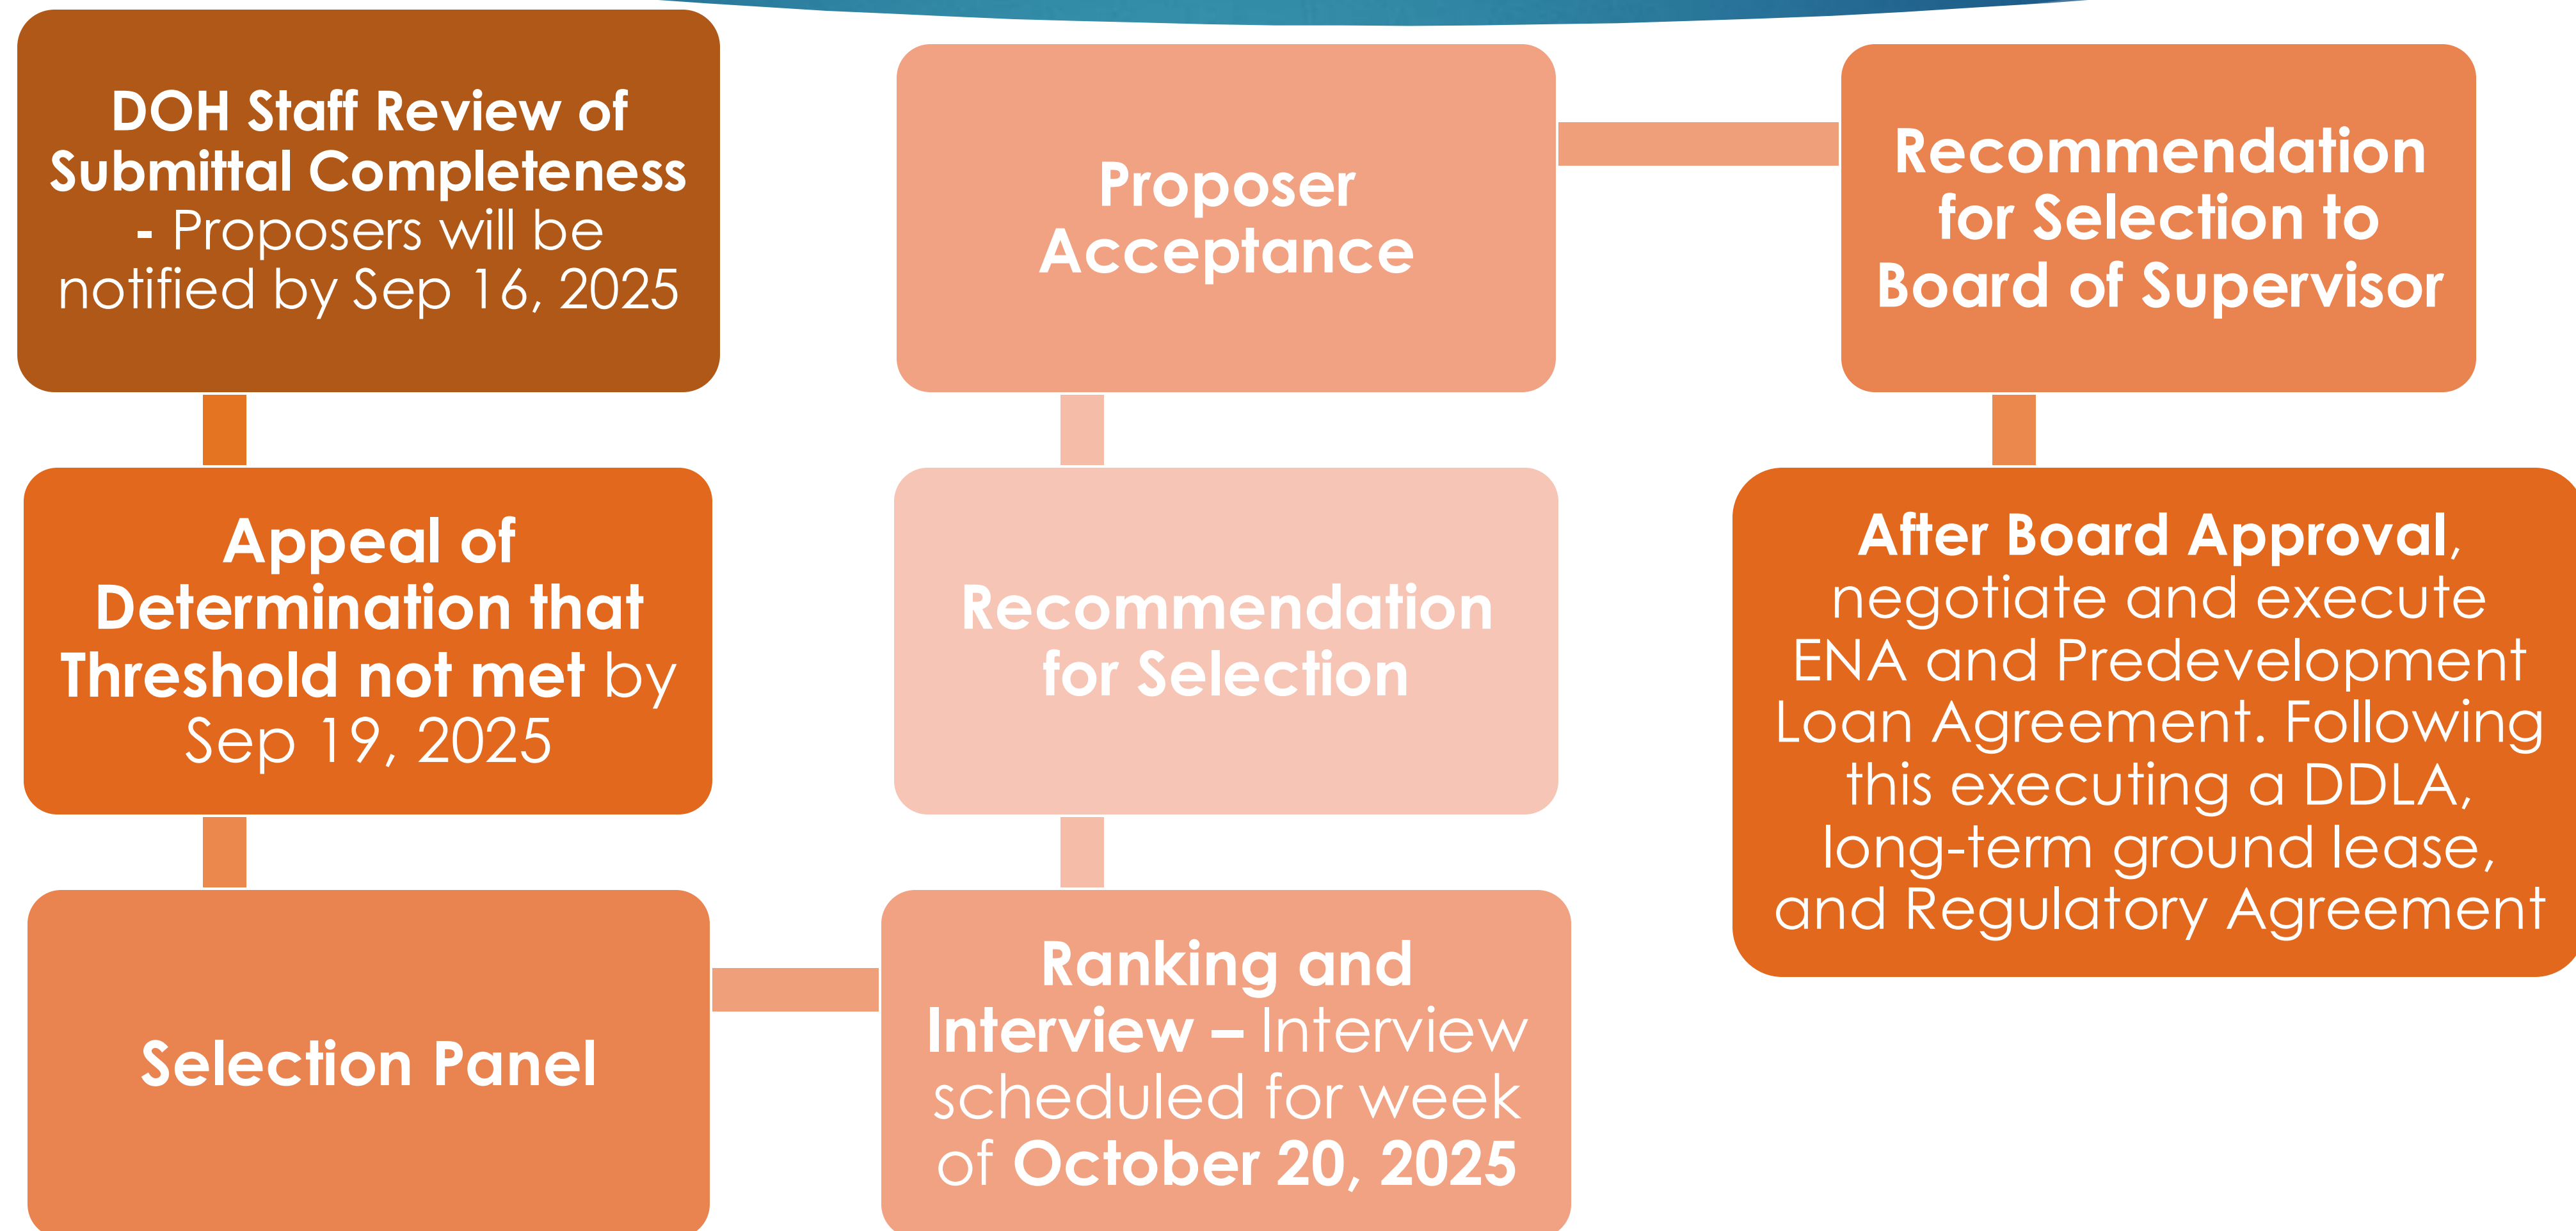 DOH Staff Review of
Submittal Completeness
- Proposers will be
notified by Sep 16, 2025
Appeal of
Determination that
Threshold not met by
Sep 19, 2025
Selection Panel
Ranking and
Interview – Interview
scheduled for week
of October 20, 2025
Recommendation
for Selection
Proposer
Acceptance
Recommendation
for Selection to
Board of Supervisor
After Board Approval,
negotiate and execute
ENA and Predevelopment
Loan Agreement. Following
this executing a DDLA,
long-term ground lease,
and Regulatory Agreement